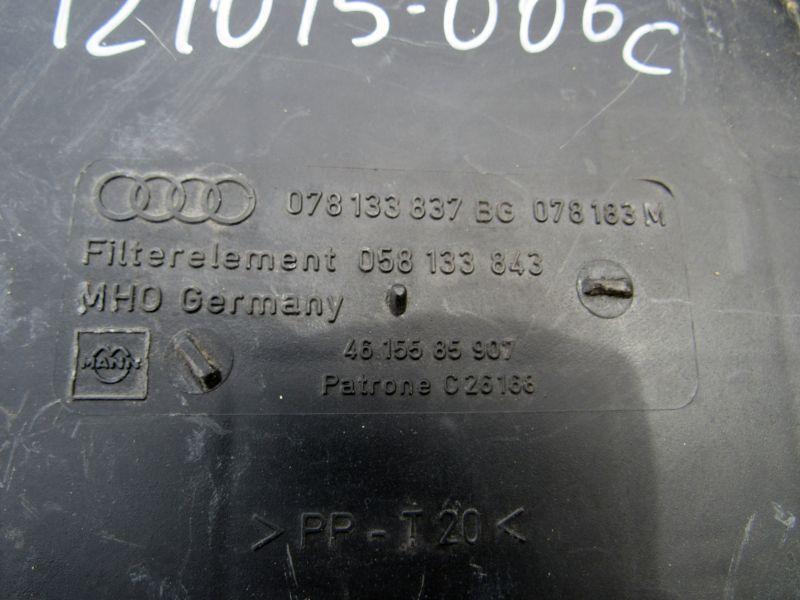 121015-006c
078 133 837 BG 078 183 M
Filterelement 058 133 843
MHO Germany
46 155 85 907
MANN
Patrone C 26168
> PP - T 20 <